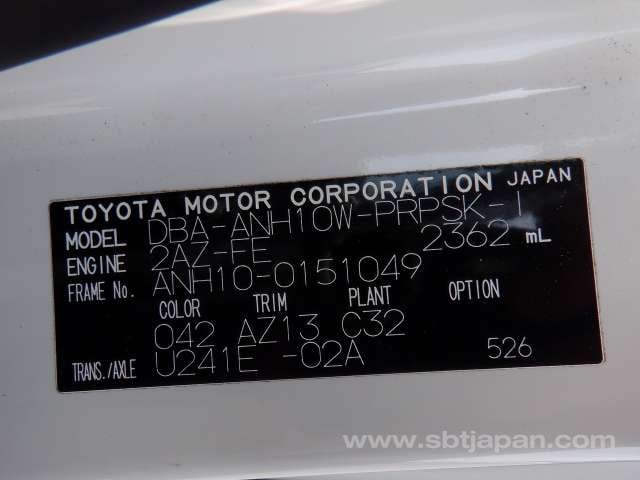 TOYOTA MOTOR CORPORATION JAPAN
MODEL DBA-ANH10W-PRPSK-I
ENGINE 2AZ-FE 2362 mL
FRAME No. ANH10-0151049
COLOR TRIM PLANT OPTION
042 AZ13 C32
TRANS./AXLE U241E -02A 526
www.sbtjapan.com